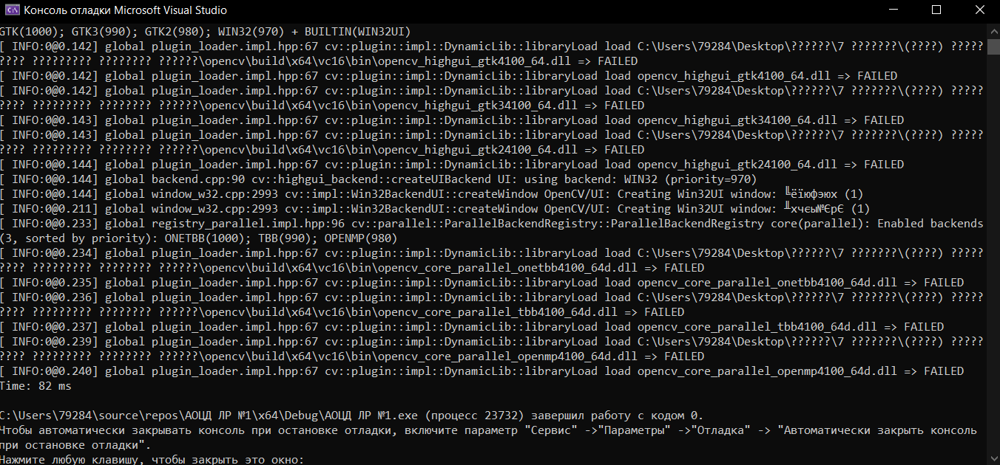 Консоль отладки Microsoft Visual Studio
GTK(1000); GTK3(990); GTK2(980); WIN32(970) + BUILTIN(WIN32UI)
[ INFO:0@0.142] global plugin_loader.impl.hpp:67 cv::plugin::impl::DynamicLib::libraryLoad load C:\Users\79284\Desktop\??????\7 ???????\(????) ?????
???? ????????? ???????? ??????\opencv\build\x64\vc16\bin\opencv_highgui_gtk4100_64.dll => FAILED
[ INFO:0@0.142] global plugin_loader.impl.hpp:67 cv::plugin::impl::DynamicLib::libraryLoad load opencv_highgui_gtk4100_64.dll => FAILED
[ INFO:0@0.142] global plugin_loader.impl.hpp:67 cv::plugin::impl::DynamicLib::libraryLoad load C:\Users\79284\Desktop\??????\7 ???????\(????) ?????
???? ????????? ???????? ??????\opencv\build\x64\vc16\bin\opencv_highgui_gtk34100_64.dll => FAILED
[ INFO:0@0.143] global plugin_loader.impl.hpp:67 cv::plugin::impl::DynamicLib::libraryLoad load opencv_highgui_gtk34100_64.dll => FAILED
[ INFO:0@0.143] global plugin_loader.impl.hpp:67 cv::plugin::impl::DynamicLib::libraryLoad load C:\Users\79284\Desktop\??????\7 ???????\(????) ?????
???? ????????? ???????? ??????\opencv\build\x64\vc16\bin\opencv_highgui_gtk24100_64.dll => FAILED
[ INFO:0@0.144] global plugin_loader.impl.hpp:67 cv::plugin::impl::DynamicLib::libraryLoad load opencv_highgui_gtk24100_64.dll => FAILED
[ INFO:0@0.144] global backend.cpp:90 cv::highgui_backend::createUIBackend UI: using backend: WIN32 (priority=970)
[ INFO:0@0.144] global window_w32.cpp:2993 cv::impl::Win32BackendUI::createWindow OpenCV/UI: Creating Win32UI window: ╚ёїюфэюх (1)
[ INFO:0@0.211] global window_w32.cpp:2993 cv::impl::Win32BackendUI::createWindow OpenCV/UI: Creating Win32UI window: ╨хчєы№ЄрЄ (1)
[ INFO:0@0.233] global registry_parallel.impl.hpp:96 cv::parallel::ParallelBackendRegistry::ParallelBackendRegistry core(parallel): Enabled backends
(3, sorted by priority): ONETBB(1000); TBB(990); OPENMP(980)
[ INFO:0@0.234] global plugin_loader.impl.hpp:67 cv::plugin::impl::DynamicLib::libraryLoad load C:\Users\79284\Desktop\??????\7 ???????\(????) ?????
???? ????????? ???????? ??????\opencv\build\x64\vc16\bin\opencv_core_parallel_onetbb4100_64d.dll => FAILED
[ INFO:0@0.235] global plugin_loader.impl.hpp:67 cv::plugin::impl::DynamicLib::libraryLoad load opencv_core_parallel_onetbb4100_64d.dll => FAILED
[ INFO:0@0.236] global plugin_loader.impl.hpp:67 cv::plugin::impl::DynamicLib::libraryLoad load C:\Users\79284\Desktop\??????\7 ???????\(????) ?????
???? ????????? ???????? ??????\opencv\build\x64\vc16\bin\opencv_core_parallel_tbb4100_64d.dll => FAILED
[ INFO:0@0.237] global plugin_loader.impl.hpp:67 cv::plugin::impl::DynamicLib::libraryLoad load opencv_core_parallel_tbb4100_64d.dll => FAILED
[ INFO:0@0.239] global plugin_loader.impl.hpp:67 cv::plugin::impl::DynamicLib::libraryLoad load C:\Users\79284\Desktop\??????\7 ???????\(????) ?????
???? ????????? ???????? ??????\opencv\build\x64\vc16\bin\opencv_core_parallel_openmp4100_64d.dll => FAILED
[ INFO:0@0.240] global plugin_loader.impl.hpp:67 cv::plugin::impl::DynamicLib::libraryLoad load opencv_core_parallel_openmp4100_64d.dll => FAILED
Time: 82 ms
C:\Users\79284\source\repos\АОЦД ЛР №1\x64\Debug\АОЦД ЛР №1.exe (процесс 23732) завершил работу с кодом 0.
Чтобы автоматически закрывать консоль при остановке отладки, включите параметр "Сервис" ->"Параметры" ->"Отладка" -> "Автоматически закрыть консоль
при остановке отладки".
Нажмите любую клавишу, чтобы закрыть это окно: